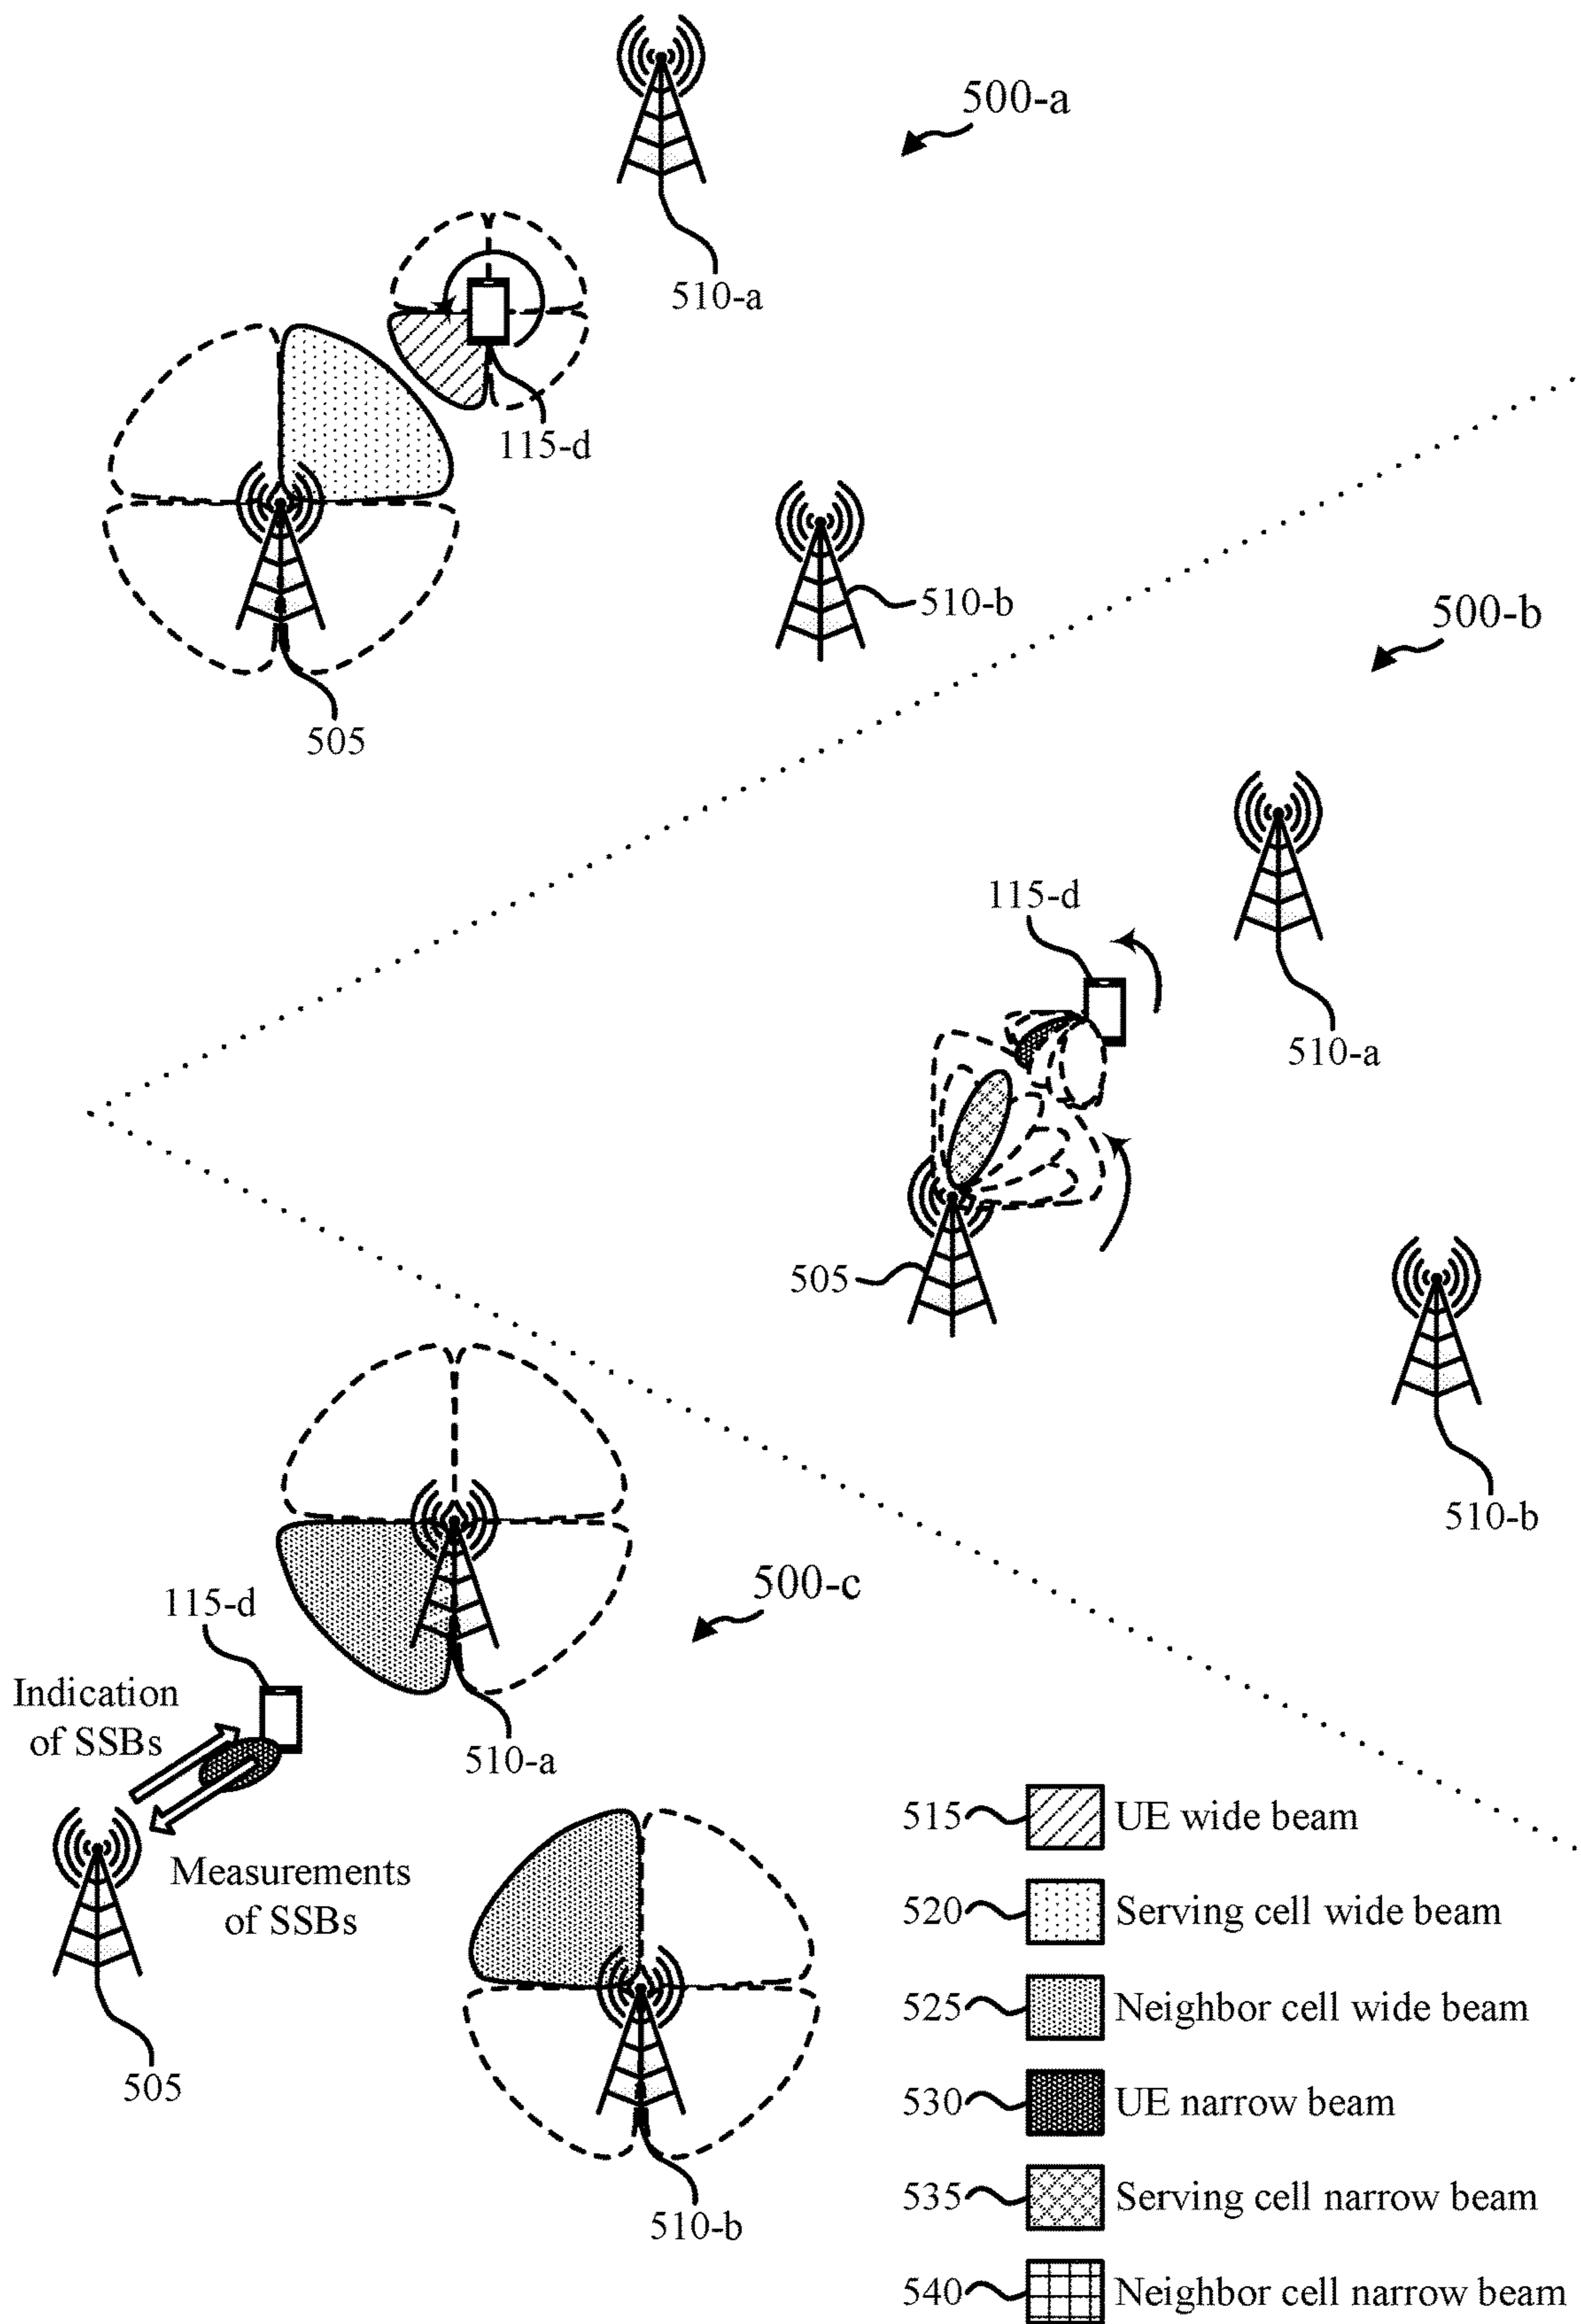 500-a
510-a
115-d
510-b
505
500-b
115-d
510-a
505
510-b
500-c
115-d
Indication
of SSBs
510-a
Measurements
of SSBs
505
510-b
515 UE wide beam
520 Serving cell wide beam
525 Neighbor cell wide beam
530 UE narrow beam
535 Serving cell narrow beam
540 Neighbor cell narrow beam